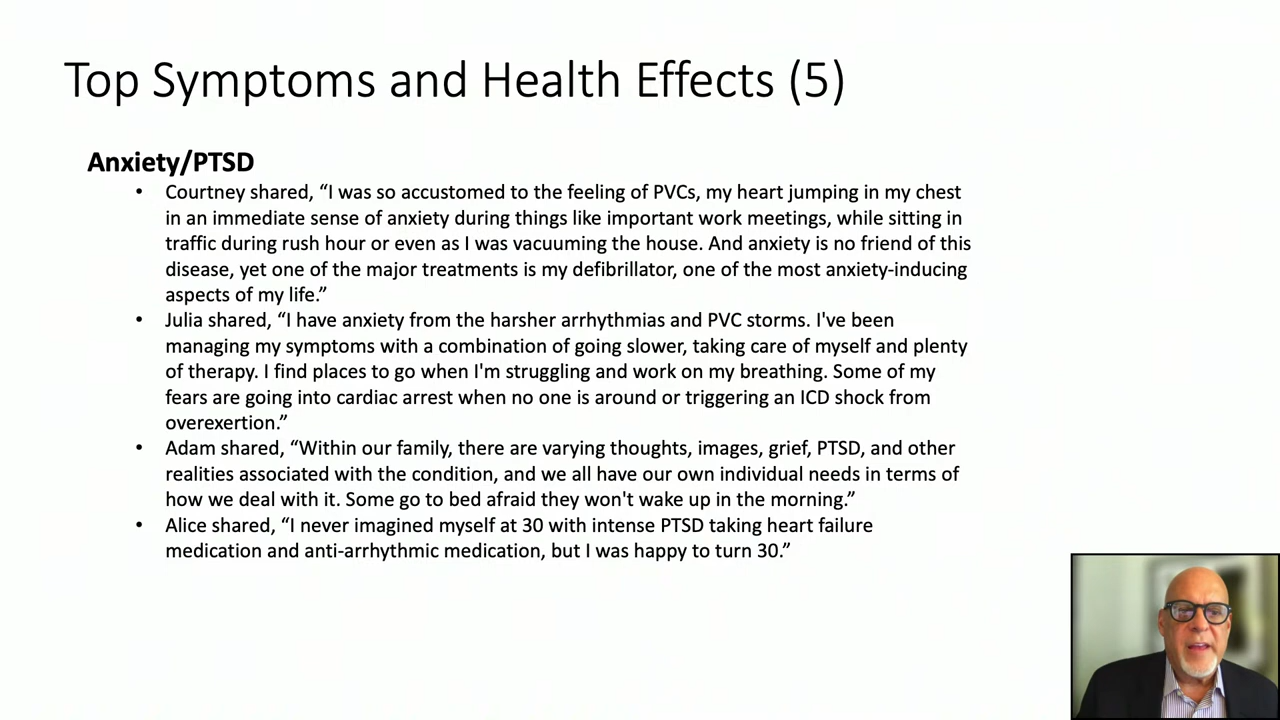 Top Symptoms and Health Effects (5)
Anxiety/PTSD
• Courtney shared, “I was so accustomed to the feeling of PVCs, my heart jumping in my chest
in an immediate sense of anxiety during things like important work meetings, while sitting in
traffic during rush hour or even as I was vacuuming the house. And anxiety is no friend of this
disease, yet one of the major treatments is my defibrillator, one of the most anxiety-inducing
aspects of my life.”
• Julia shared, “I have anxiety from the harsher arrhythmias and PVC storms. I've been
managing my symptoms with a combination of going slower, taking care of myself and plenty
of therapy. I find places to go when I'm struggling and work on my breathing. Some of my
fears are going into cardiac arrest when no one is around or triggering an ICD shock from
overexertion.”
• Adam shared, “Within our family, there are varying thoughts, images, grief, PTSD, and other
realities associated with the condition, and we all have our own individual needs in terms of
how we deal with it. Some go to bed afraid they won't wake up in the morning.”
• Alice shared, “I never imagined myself at 30 with intense PTSD taking heart failure
medication and anti-arrhythmic medication, but I was happy to turn 30.”